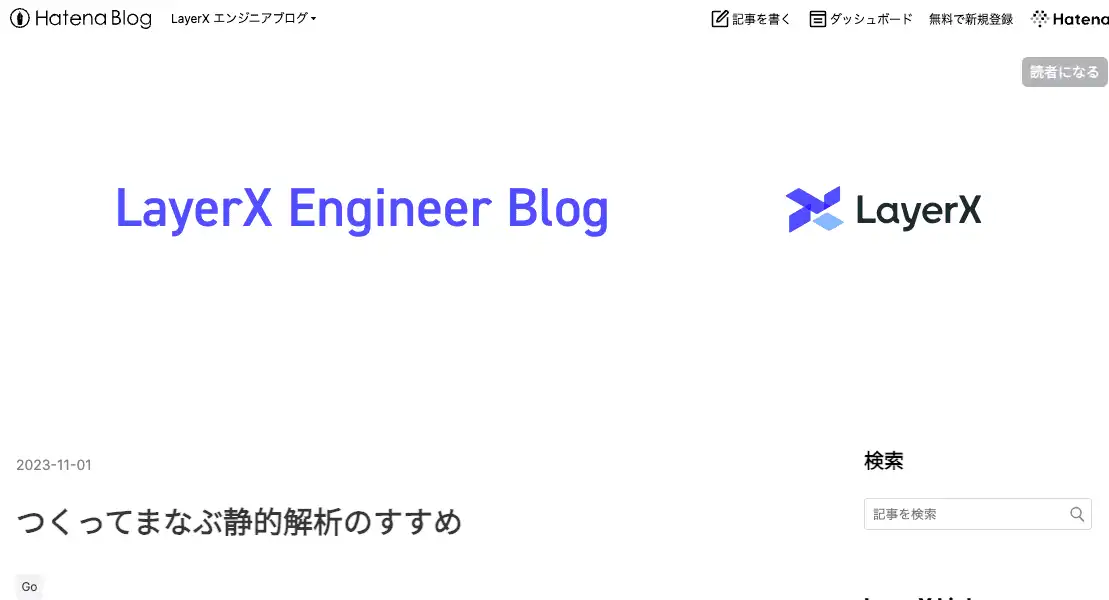 Hatena Blog LayerX エンジニアブログ 記事を書く ダッシュボード 無料で新規登録 Hatena
読者になる
LayerX Engineer Blog
LayerX
2023-11-01
検索
つくってまなぶ静的解析のすすめ
記事を検索
Go